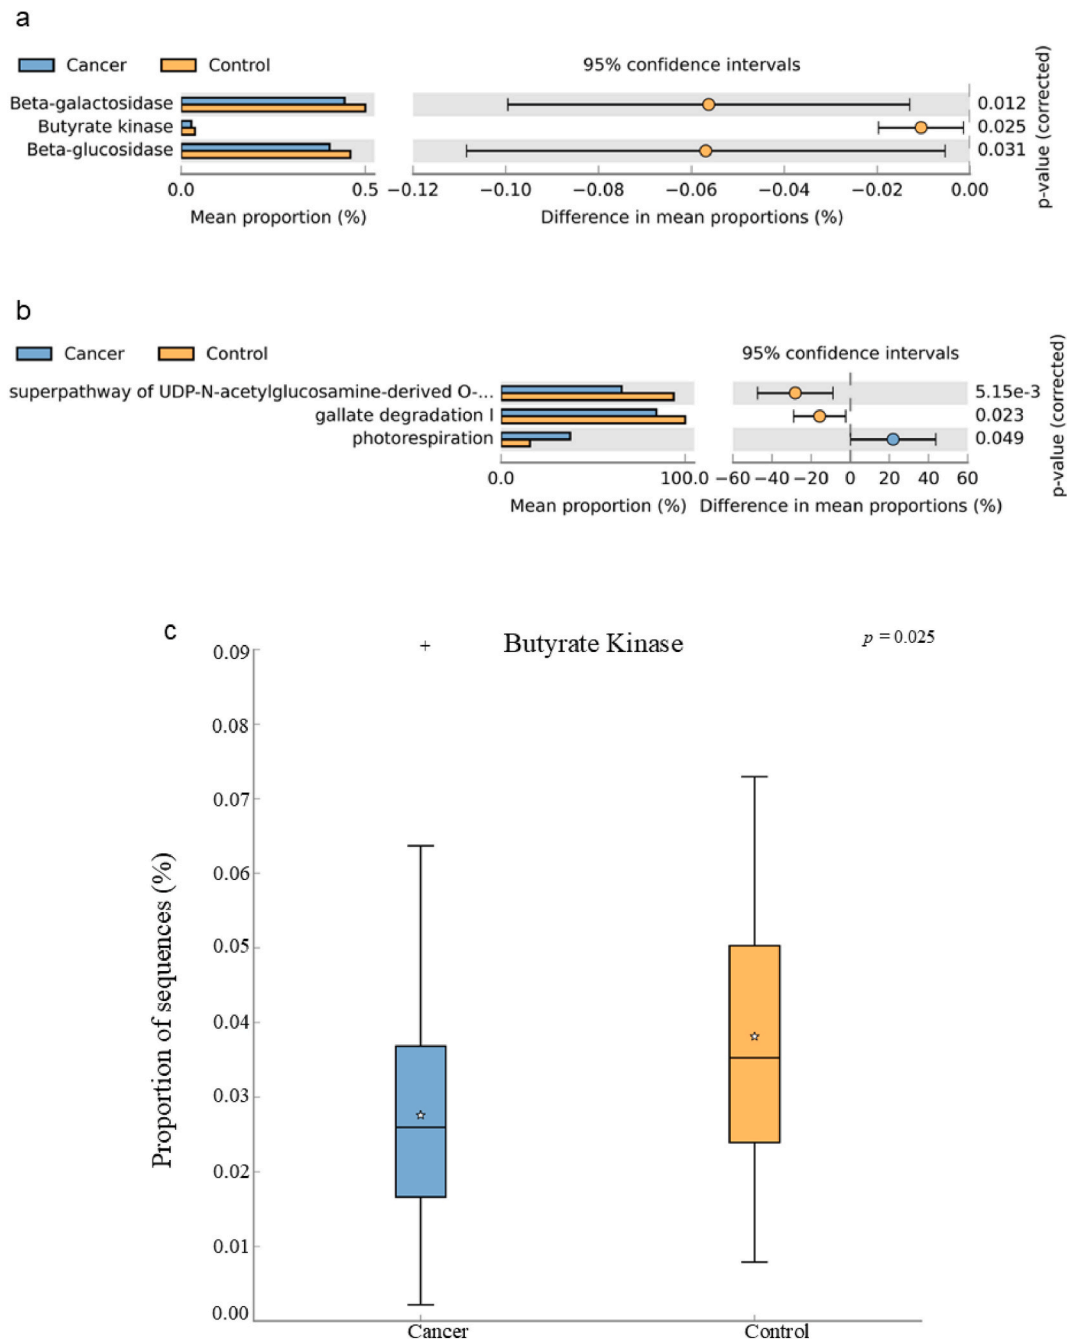 a
Cancer Control 95% confidence intervals
Beta-galactosidase 0.012
Butyrate kinase 0.025
Beta-glucosidase 0.031
p-value (corrected)
0.0 0.5 −0.12 −0.10 −0.08 −0.06 −0.04 −0.02 0.00
Mean proportion (%) Difference in mean proportions (%)
b
Cancer Control 95% confidence intervals
superpathway of UDP-N-acetylglucosamine-derived O-... 5.15e-3
gallate degradation I 0.023
photorespiration 0.049
p-value (corrected)
0.0 100.0 −60 −40 −20 0 20 40 60
Mean proportion (%) Difference in mean proportions (%)
c
+ Butyrate Kinase p = 0.025
0.09
0.08
0.07
0.06
0.05
0.04
0.03
0.02
0.01
0.00
Proportion of sequences (%)
Cancer Control